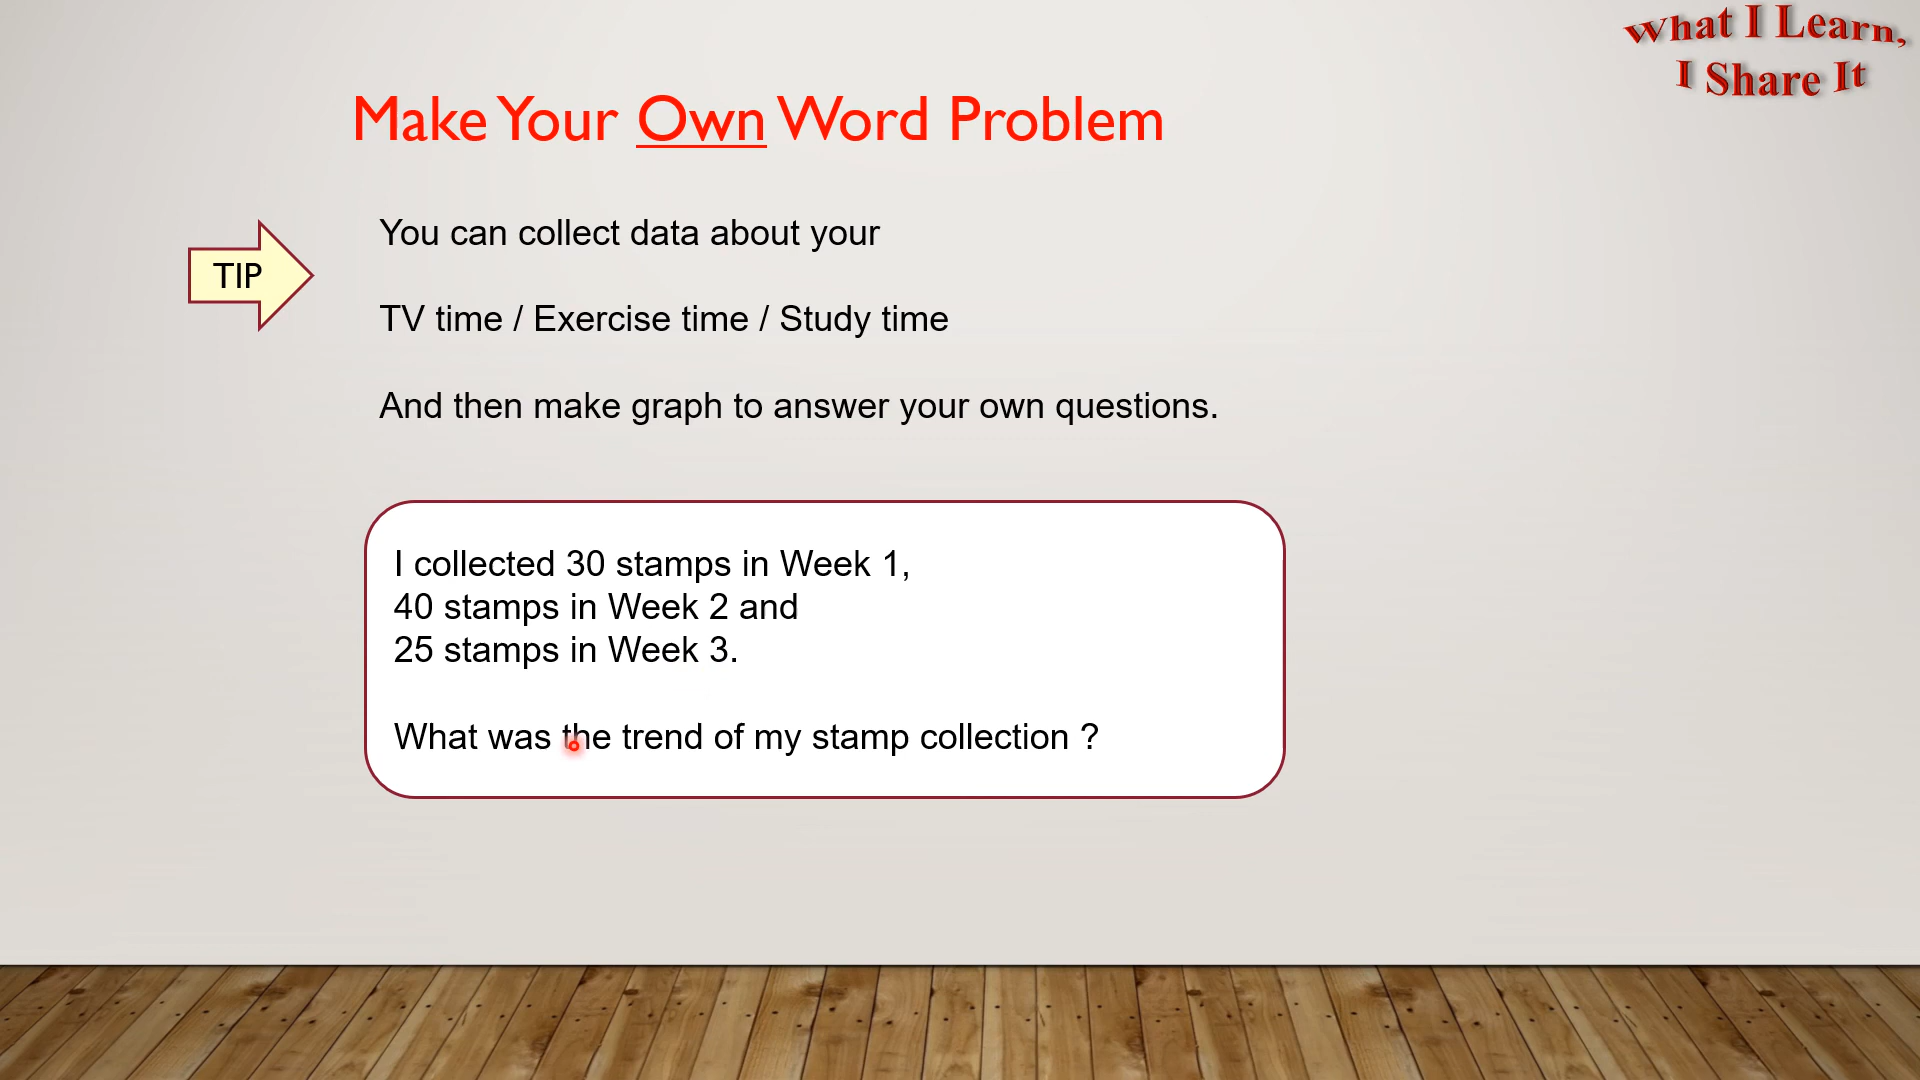 What I Learn,
I Share It
Make Your Own Word Problem
TIP
You can collect data about your
TV time / Exercise time / Study time
And then make graph to answer your own questions.
I collected 30 stamps in Week 1,
40 stamps in Week 2 and
25 stamps in Week 3.
What was the trend of my stamp collection ?